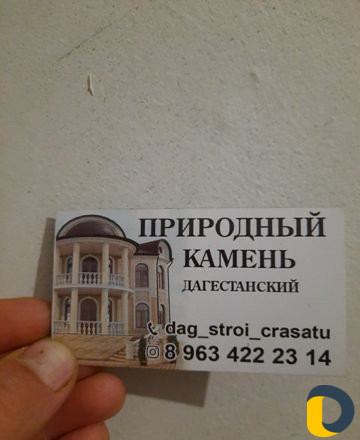 ПРИРОДНЫЙ
КАМЕНЬ
ДАГЕСТАНСКИЙ
dag_stroi_crasatu
8 963 422 23 14